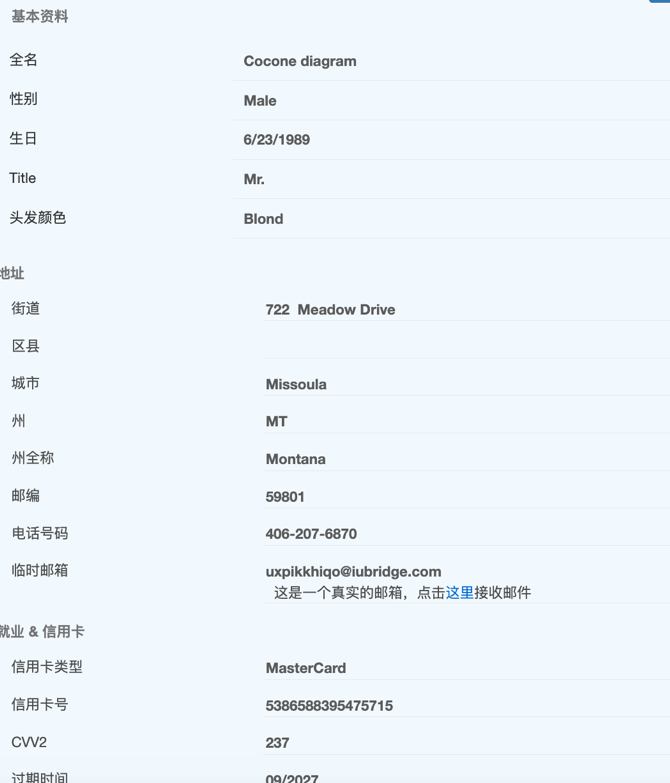 基本资料
全名 Cocone diagram
性别 Male
生日 6/23/1989
Title Mr.
头发颜色 Blond
地址
街道 722  Meadow Drive
区县
城市 Missoula
州 MT
州全称 Montana
邮编 59801
电话号码 406-207-6870
临时邮箱 uxpikkhiqo@iubridge.com
这是一个真实的邮箱，点击这里接收邮件
就业 & 信用卡
信用卡类型 MasterCard
信用卡号 5386588395475715
CVV2 237
过期时间 09/2027